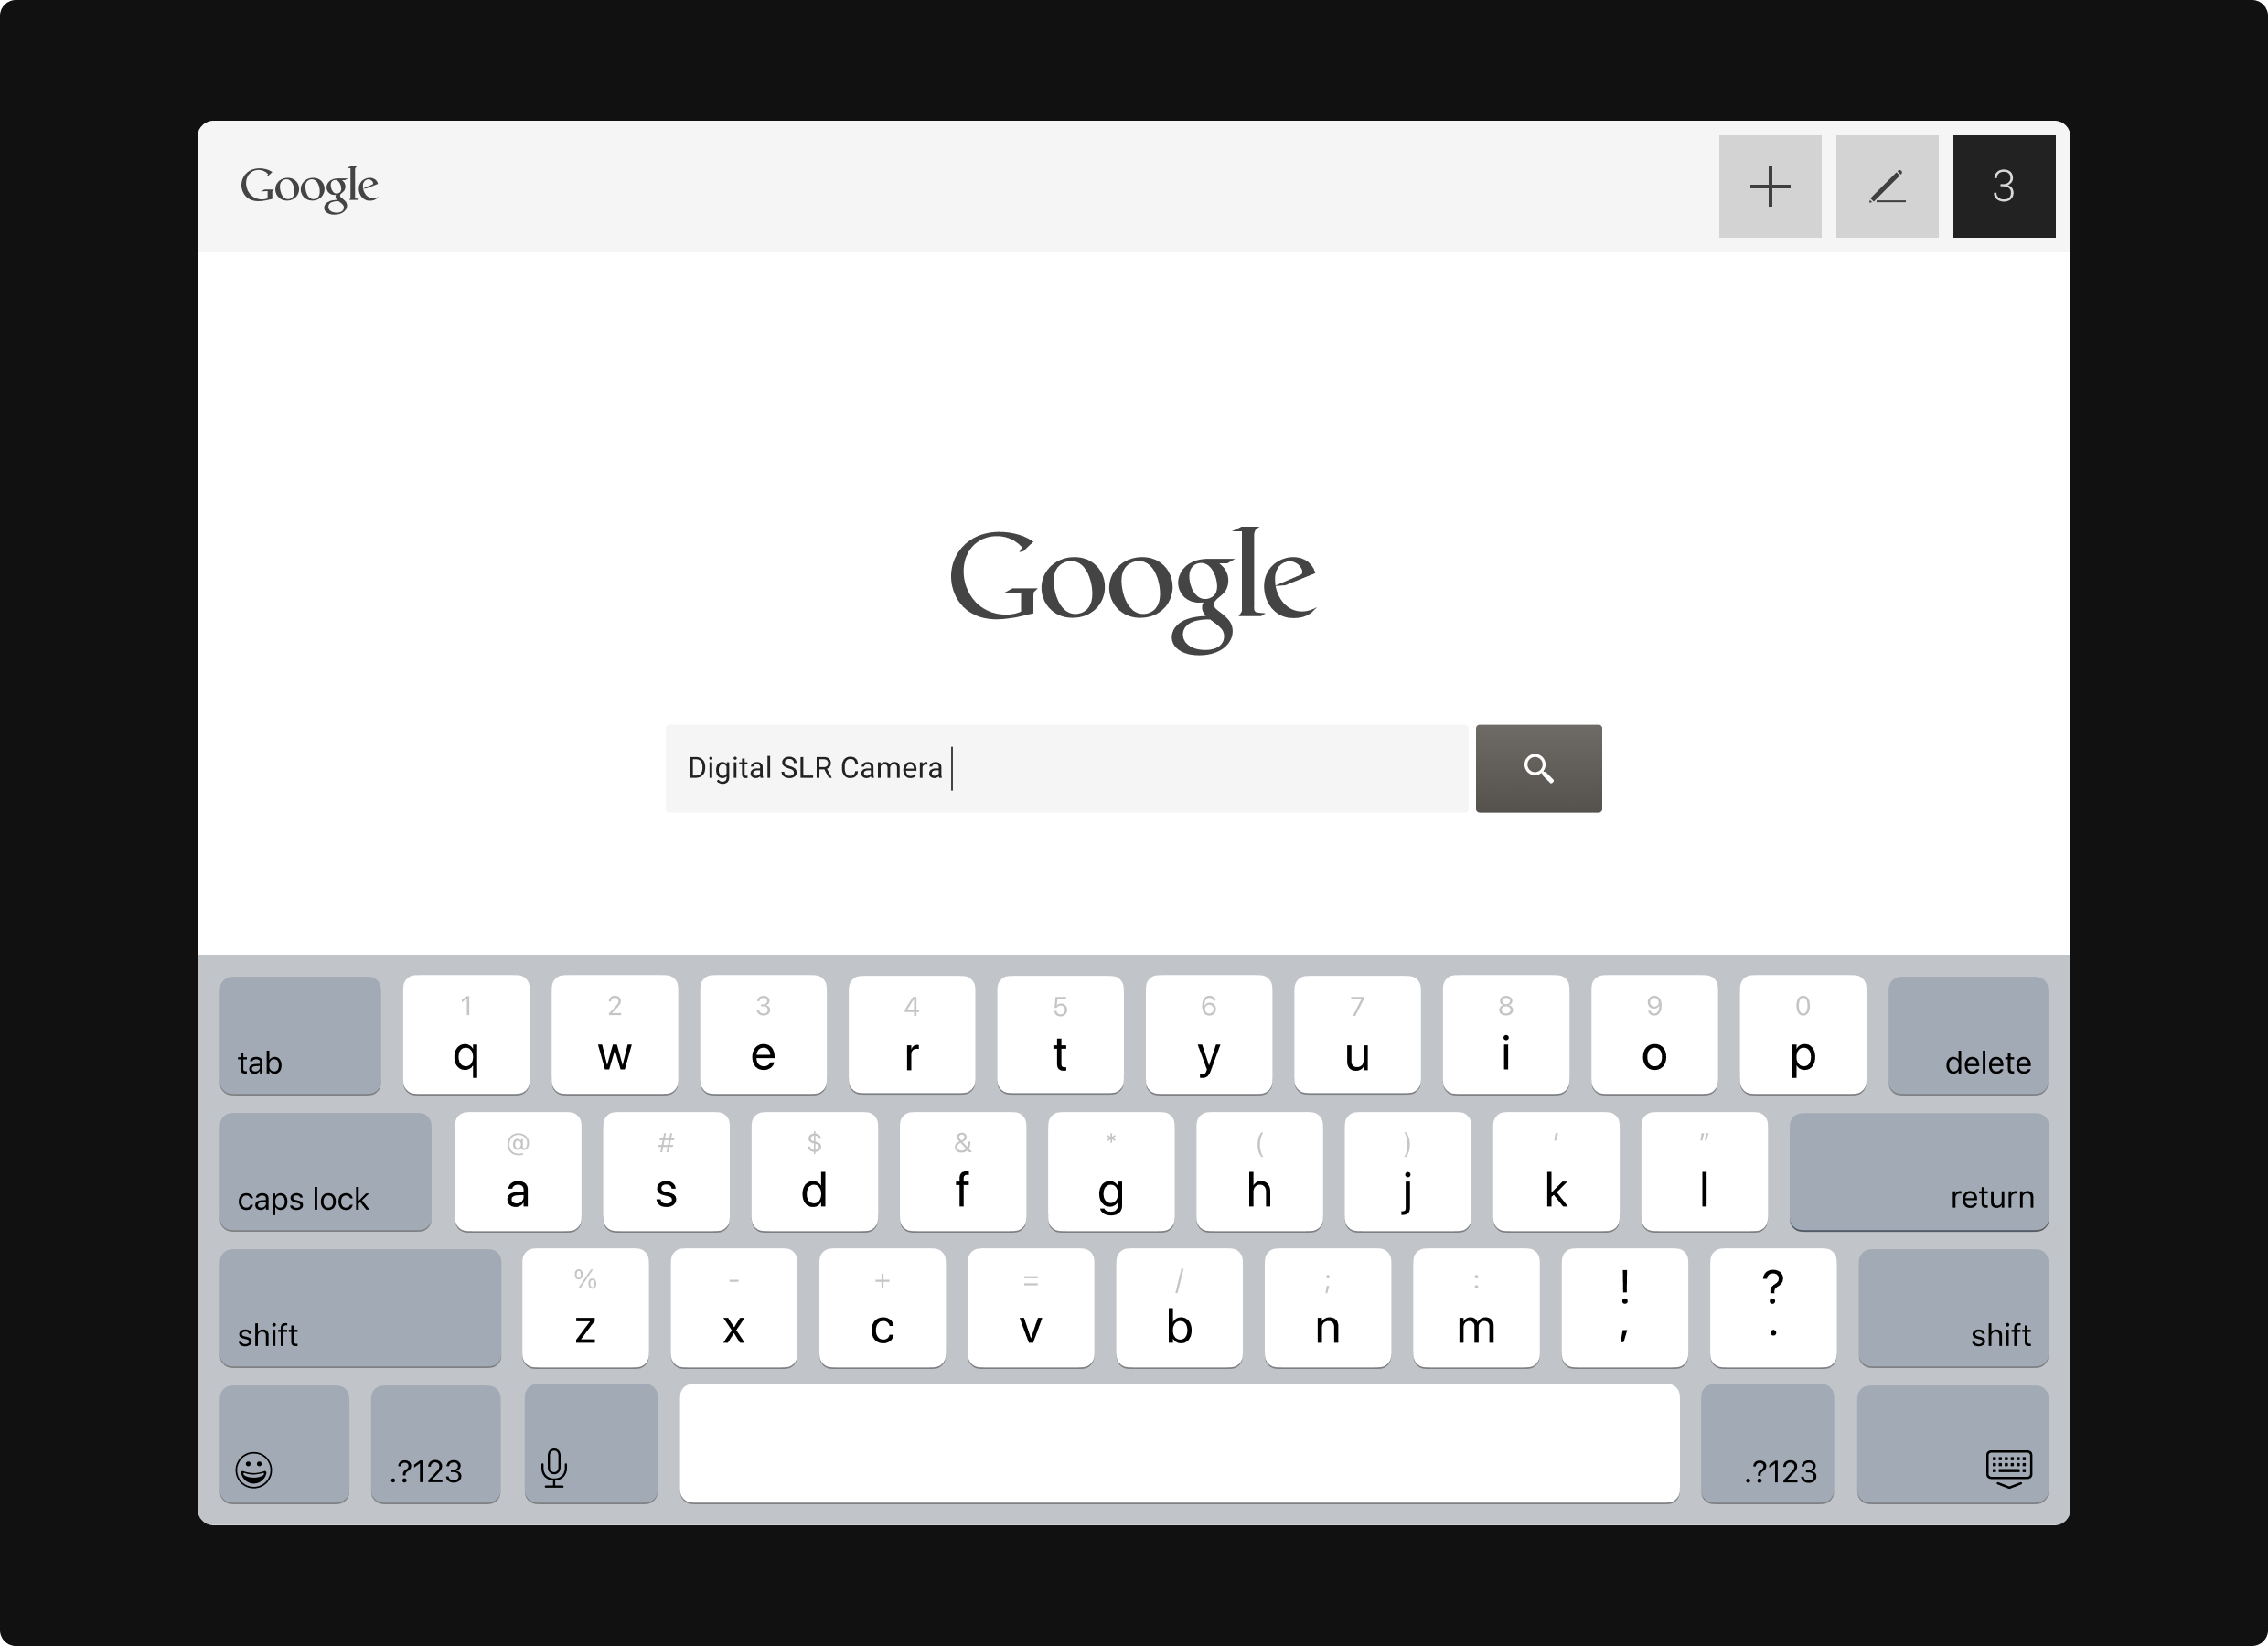 Google
3
Google
Digital SLR Camera
1 2 3 4 5 6 7 8 9 0
tab q w e r t y u i o p delete
@ # $ & * ( ) ' "
caps lock a s d f g h j k l return
% - + = / ; : ! ?
shift z x c v b n m , . shift
.?123 .?123